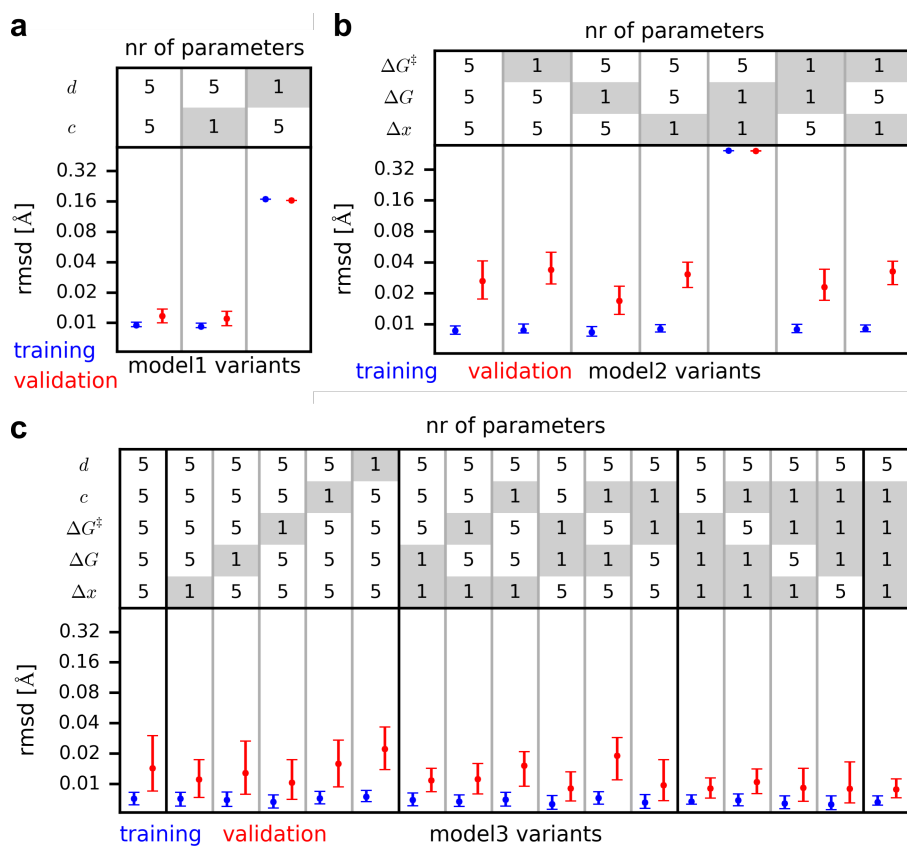 a
nr of parameters
d 5 5 1
c 5 1 5
rmsd [Å]
0.32
0.16
0.08
0.04
0.02
0.01
training
validation
model1 variants
b
nr of parameters
ΔG‡ 5 1 5 5 5 1 1
ΔG 5 5 1 5 1 1 5
Δx 5 5 5 1 1 5 1
rmsd [Å]
0.32
0.16
0.08
0.04
0.02
0.01
training validation model2 variants
c
nr of parameters
d 5 5 5 5 5 1 5 5 5 5 5 5 5 5 5 5 5
c 5 5 5 5 1 5 5 5 1 5 1 1 5 1 1 1 1
ΔG‡ 5 5 5 1 5 5 5 1 5 1 5 1 1 5 1 1 1
ΔG 5 5 1 5 5 5 1 5 5 1 1 5 1 1 5 1 1
Δx 5 1 5 5 5 5 1 1 1 5 5 5 1 1 1 5 1
rmsd [Å]
0.32
0.16
0.08
0.04
0.02
0.01
training validation model3 variants